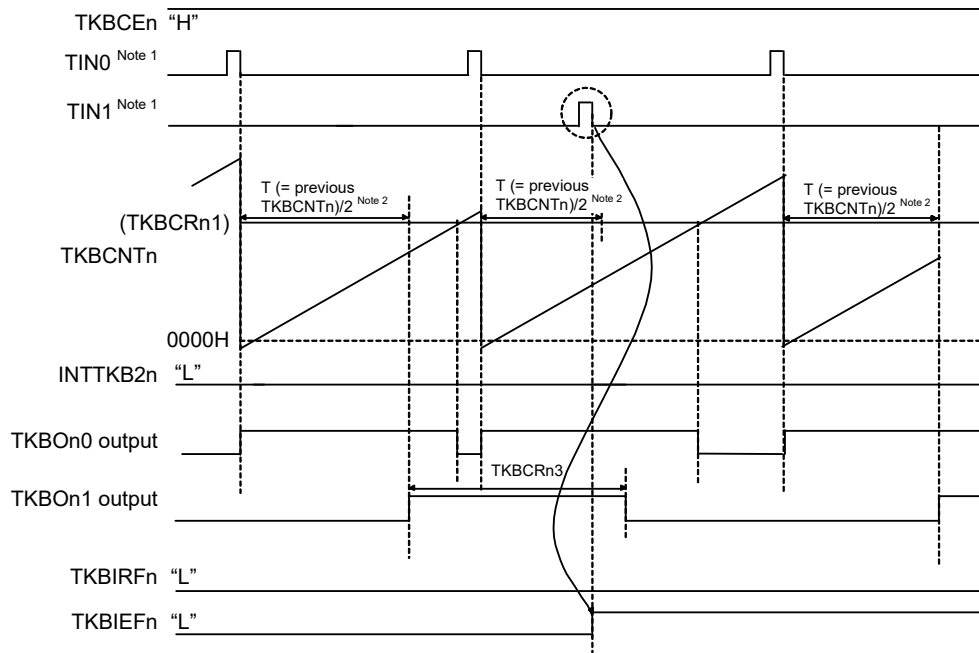 TKBCEn “H”
TIN0 Note 1
TIN1 Note 1
T (= previous
TKBCNTn)/2 Note 2
T (= previous
TKBCNTn)/2 Note 2
T (= previous
TKBCNTn)/2 Note 2
(TKBCRn1)
TKBCNTn
0000H
INTTKB2n “L”
TKBOn0 output
TKBCRn3
TKBOn1 output
TKBIRFn “L”
TKBIEFn “L”